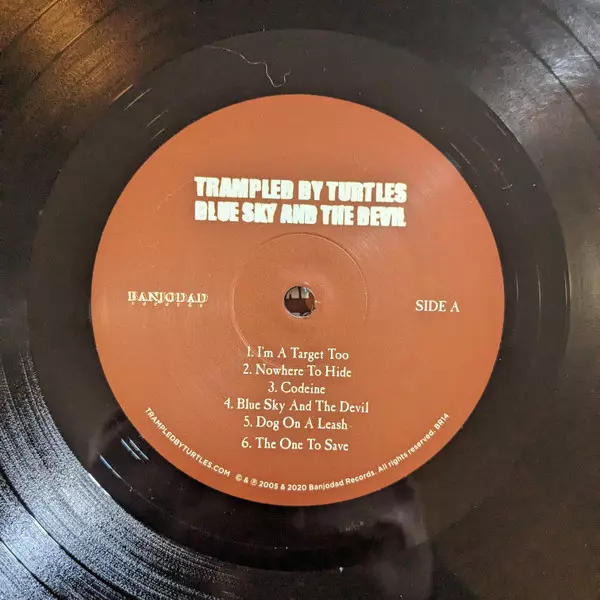 TRAMPLED BY TURTLES
BLUE SKY AND THE DEVIL
BANJODAD
RECORDS
SIDE A
1. I'm A Target Too
2. Nowhere To Hide
3. Codeine
4. Blue Sky And The Devil
5. Dog On A Leash
6. The One To Save
TRAMPLEDBYTURTLES.COM © & ℗ 2005 & 2020 Banjodad Records. All rights reserved. BR14